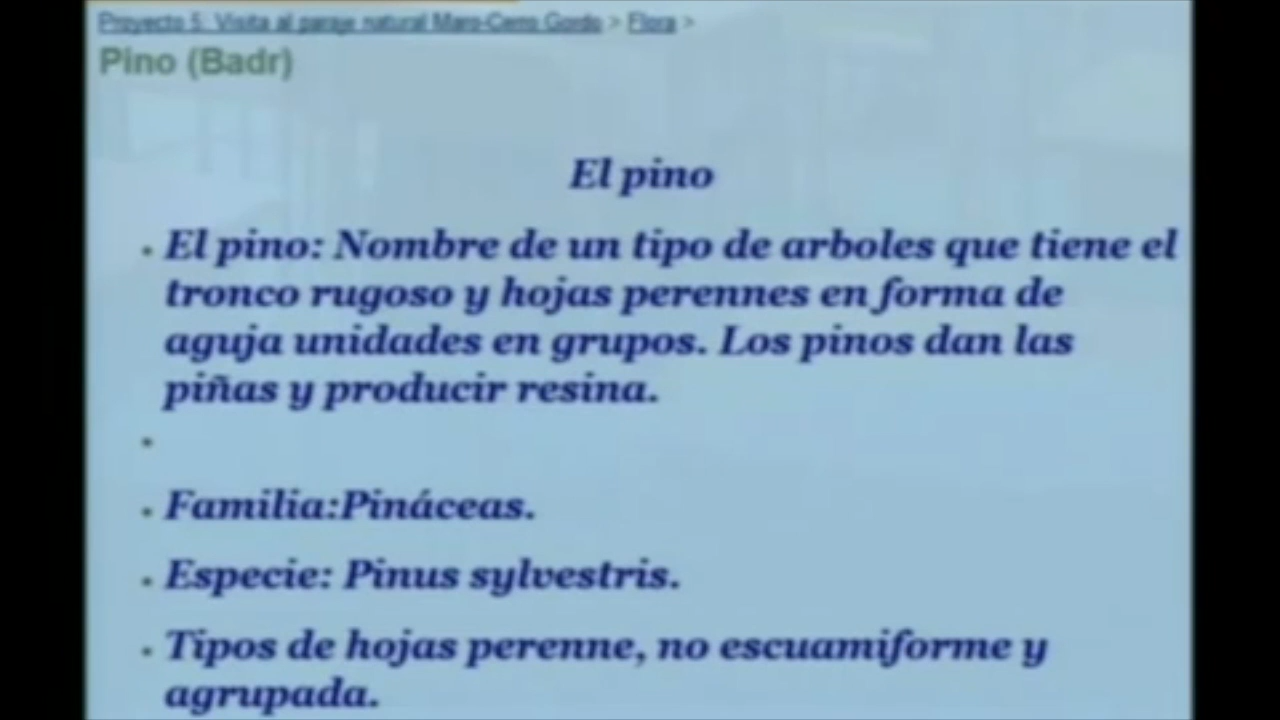 Proyecto 5: Visita al paraje natural Maro-Cerro Gordo > Flora >
Pino (Badr)
El pino
• El pino: Nombre de un tipo de arboles que tiene el
tronco rugoso y hojas perennes en forma de
aguja unidades en grupos. Los pinos dan las
piñas y producir resina.
•
• Familia:Pináceas.
• Especie: Pinus sylvestris.
• Tipos de hojas perenne, no escuamiforme y
agrupada.